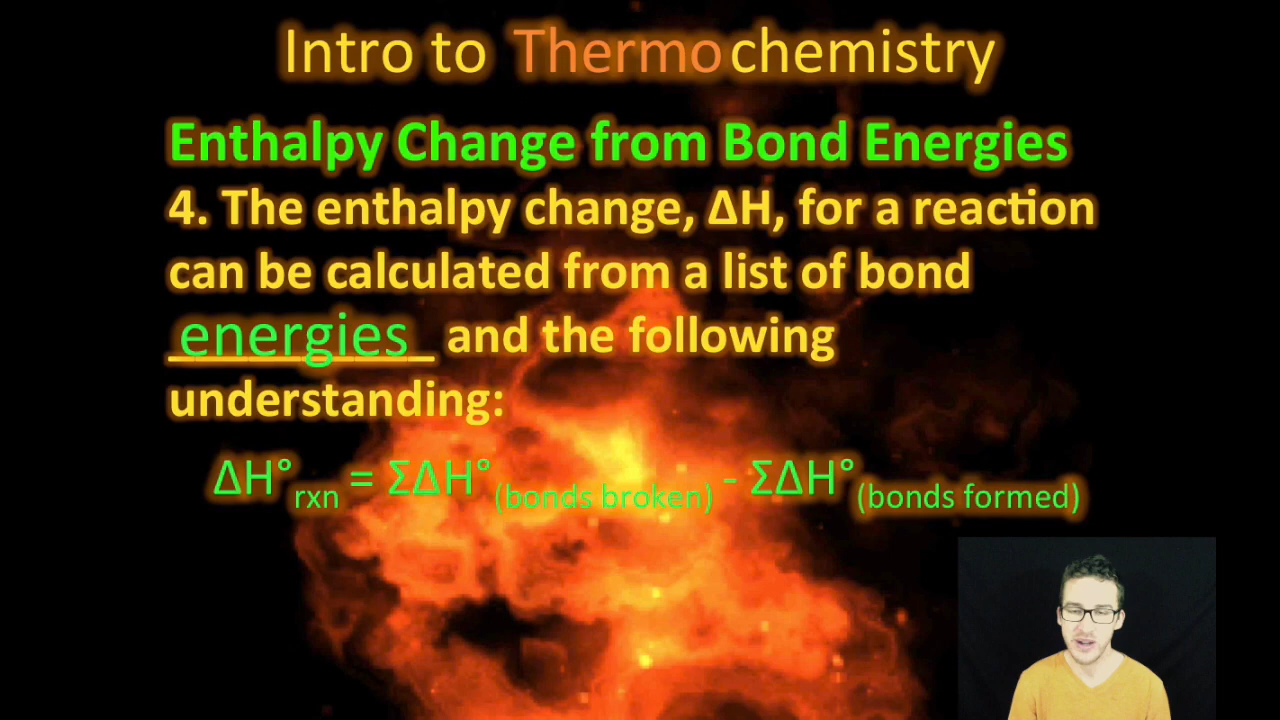 Intro to Thermochemistry
Enthalpy Change from Bond Energies
4. The enthalpy change, ΔH, for a reaction
can be calculated from a list of bond
energies and the following
understanding:
ΔH°rxn = ΣΔH°(bonds broken) - ΣΔH°(bonds formed)